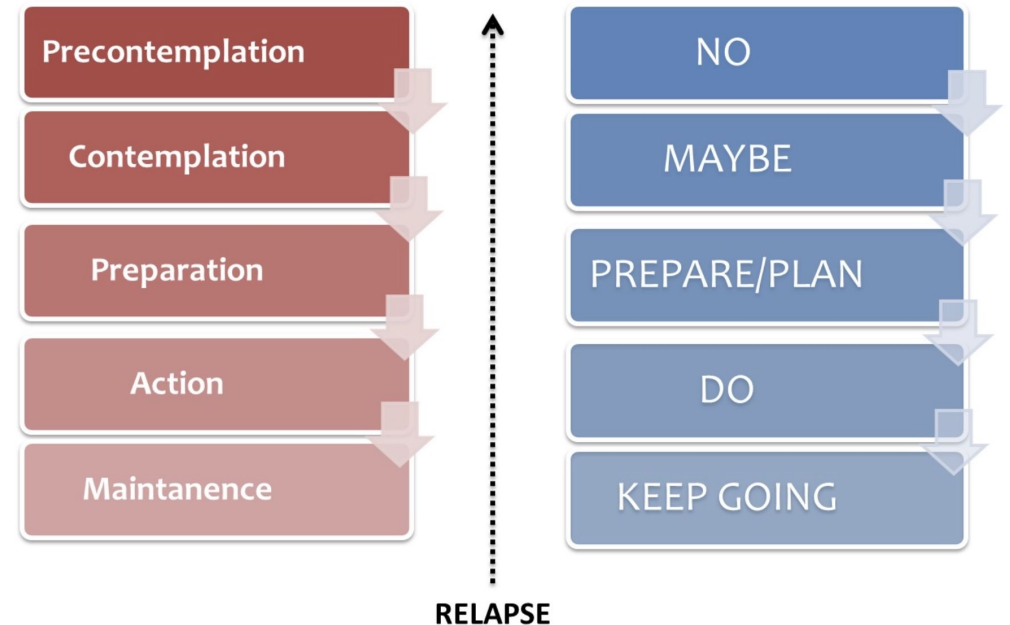 Precontemplation
NO
Contemplation
MAYBE
Preparation
PREPARE/PLAN
Action
DO
Maintanence
KEEP GOING
RELAPSE